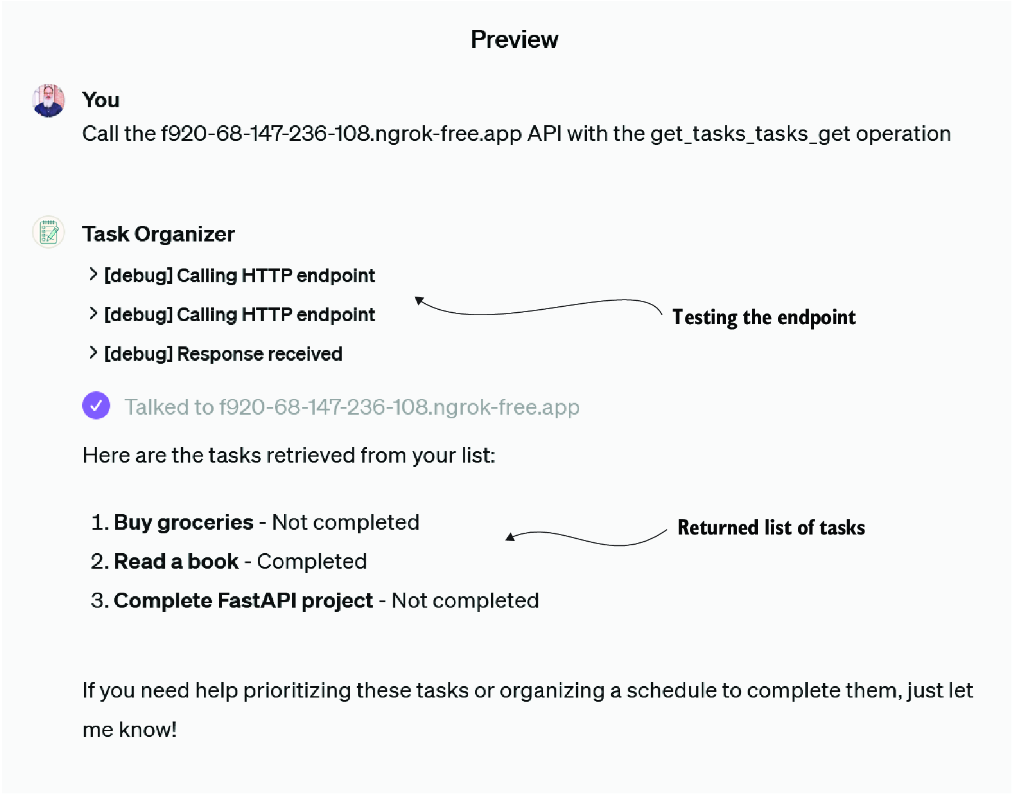 Preview
You
Call the f920-68-147-236-108.ngrok-free.app API with the get_tasks_tasks_get operation
Task Organizer
> [debug] Calling HTTP endpoint
> [debug] Calling HTTP endpoint
Testing the endpoint
> [debug] Response received
Talked to f920-68-147-236-108.ngrok-free.app
Here are the tasks retrieved from your list:
1. Buy groceries - Not completed
Returned list of tasks
2. Read a book - Completed
3. Complete FastAPI project - Not completed
If you need help prioritizing these tasks or organizing a schedule to complete them, just let
me know!